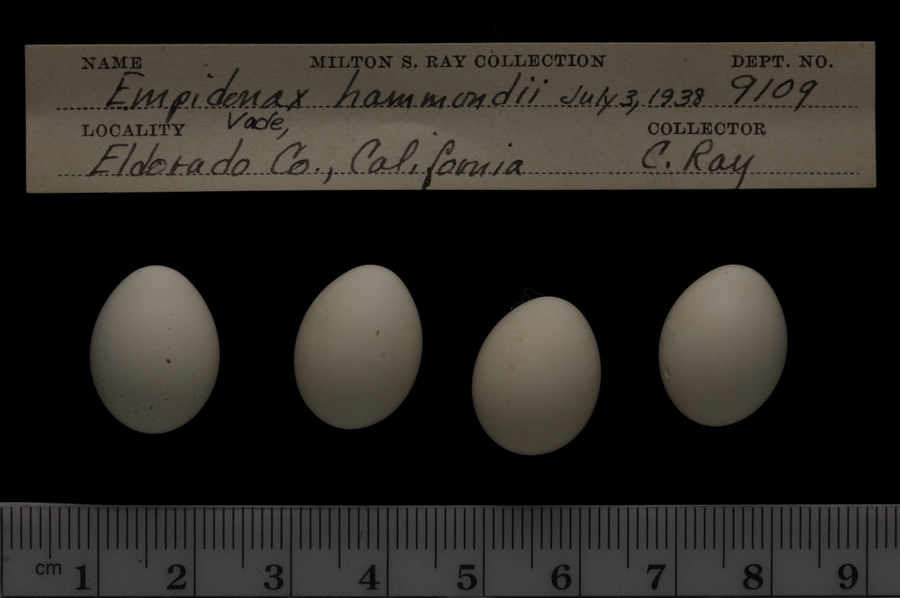 NAME MILTON S. RAY COLLECTION DEPT. NO.
Empidonax hammondii July 3, 1938 9109
LOCALITY Vade, COLLECTOR
Eldorado Co., California C. Ray
cm 1 2 3 4 5 6 7 8 9